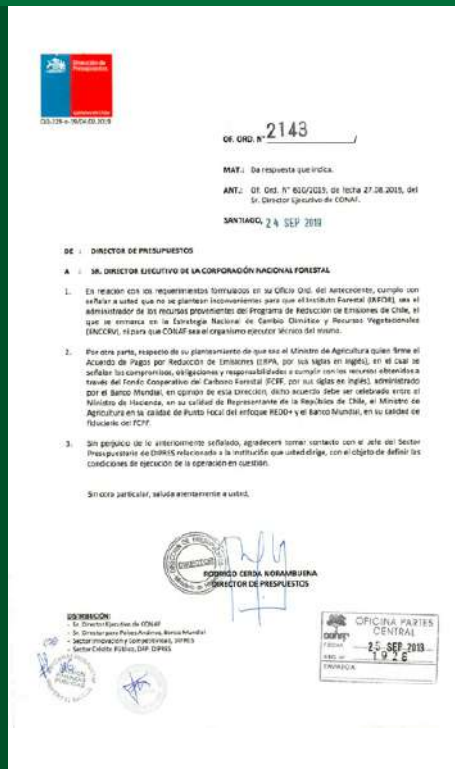 Dirección de
Presupuestos
OF. ORD. N° 2143 /
MAT.: Da respuesta que indica.
ANT.: Of. Ord. N° 610/2019, de fecha 27.08.2019, del
Sr. Director Ejecutivo de CONAF.
SANTIAGO, 24 SEP 2019
DE : DIRECTOR DE PRESUPUESTOS
A : SR. DIRECTOR EJECUTIVO DE LA CORPORACIÓN NACIONAL FORESTAL
1. En relación con los requerimientos formulados en su Oficio Ord. del Antecedente, cumplo con
señalar a usted que no se plantean inconvenientes para que el Instituto Forestal (INFOR), sea el
administrador de los recursos provenientes del Programa de Reducción de Emisiones de Chile, el
que se enmarca en la Estrategia Nacional de Cambio Climático y Recursos Vegetacionales
(ENCCRV), ni para que CONAF sea el organismo ejecutor técnico del mismo.
2. Por otra parte, respecto de su planteamiento de que sea el Ministro de Agricultura quien firme el
Acuerdo de Pagos por Reducción de Emisiones (ERPA, por sus siglas en inglés), en el cual se
señalan los compromisos, obligaciones y responsabilidades a cumplir con los recursos obtenidos a
través del Fondo Cooperativo del Carbono Forestal (FCPF, por sus siglas en inglés), administrado
por el Banco Mundial, en opinión de esta Dirección, dicho acuerdo debe ser celebrado entre el
Ministro de Hacienda, en su calidad de Representante de la República de Chile, el Ministro de
Agricultura en su calidad de Punto Focal del enfoque REDD+ y el Banco Mundial, en su calidad de
fiduciario del FCPF.
3. Sin perjuicio de lo anteriormente señalado, agradeceré tomar contacto con el Jefe del Sector
Presupuestario de DIPRES relacionado a la institución que usted dirige, con el objeto de definir las
condiciones de ejecución de la operación en cuestión.
Sin otro particular, saluda atentamente a usted,
DIRECTOR
RODRIGO CERDA NORAMBUENA
DIRECTOR DE PRESPUESTOS
DISTRIBUCIÓN:
- Sr. Director Ejecutivo de CONAF
- Sr. Director para Países Andinos, Banco Mundial
- Sector Innovación y Competitividad, DIPRES
- Sector Crédito Público, DFP, DIPRES
OFICINA PARTES
CENTRAL
CONAF
FECHA 25 SEP 2019
1926